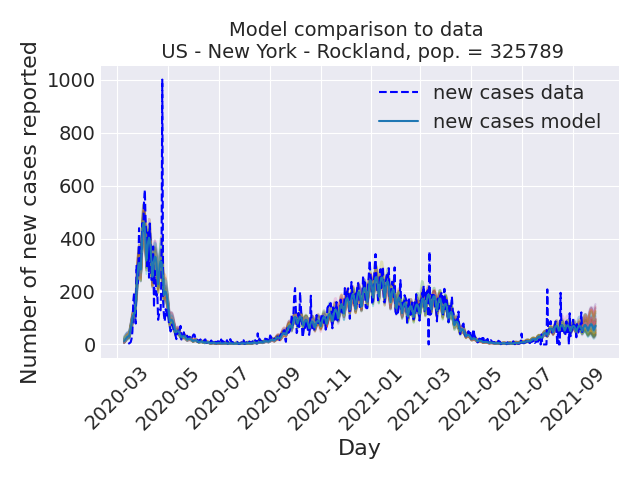 Model comparison to data
US - New York - Rockland, pop. = 325789
Number of new cases reported
1000
800
600
400
200
0
new cases data
new cases model
2020-03
2020-05
2020-07
2020-09
2020-11
2021-01
2021-03
2021-05
2021-07
2021-09
Day